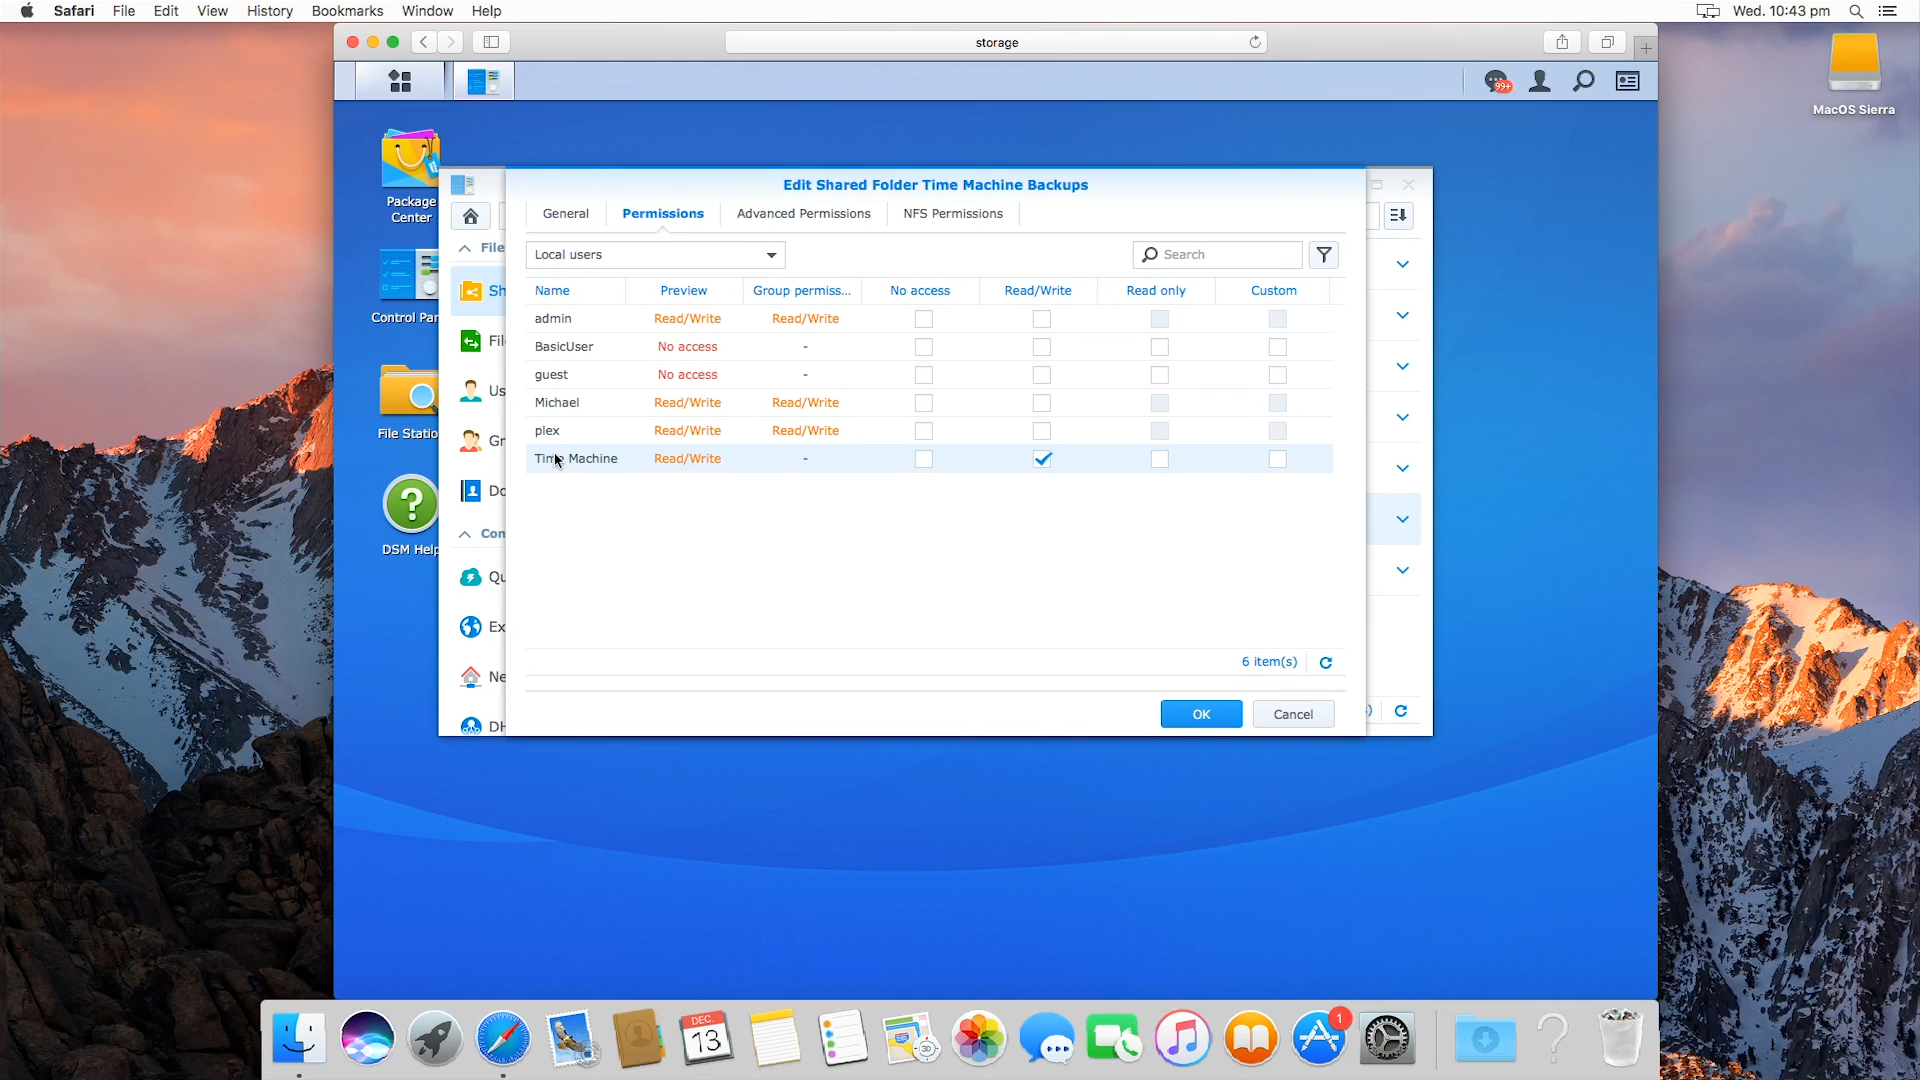 Safari File Edit View History Bookmarks Window Help Wed. 10:43 pm
storage
99+
MacOS Sierra
Package
Center
Control Par
File Statio
DSM Help
File
Sh
Fil
Us
Gr
Do
Con
Qu
Ex
Ne
DH
Edit Shared Folder Time Machine Backups
General Permissions Advanced Permissions NFS Permissions
Local users Search
Name Preview Group permiss... No access Read/Write Read only Custom
admin Read/Write Read/Write
BasicUser No access -
guest No access -
Michael Read/Write Read/Write
plex Read/Write Read/Write
Time Machine Read/Write -
6 item(s)
OK Cancel
DEC.
13
1